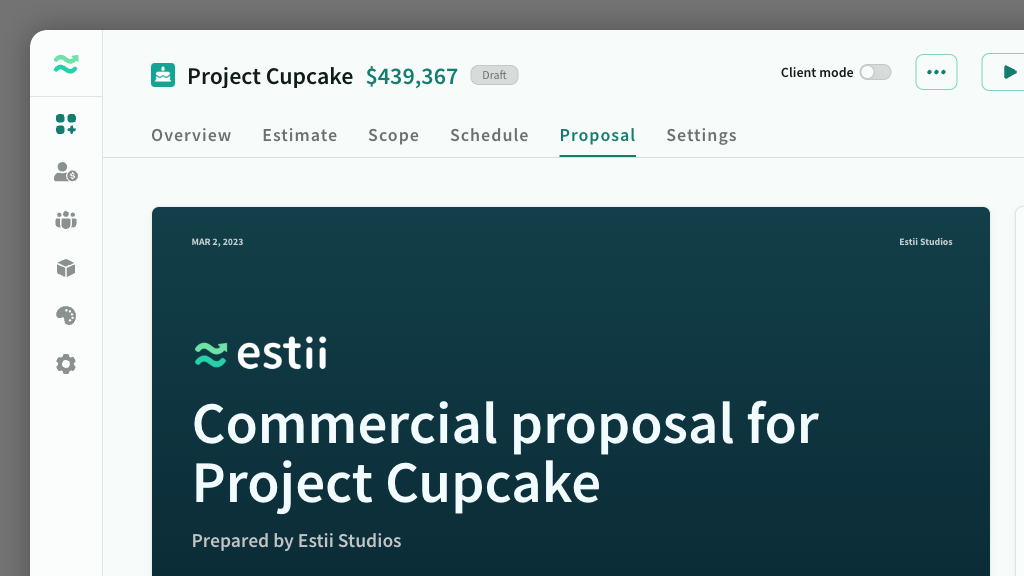 Project Cupcake $439,367 Draft Client mode
Overview Estimate Scope Schedule Proposal Settings
MAR 2, 2023 Estii Studios
estii
Commercial proposal for
Project Cupcake
Prepared by Estii Studios